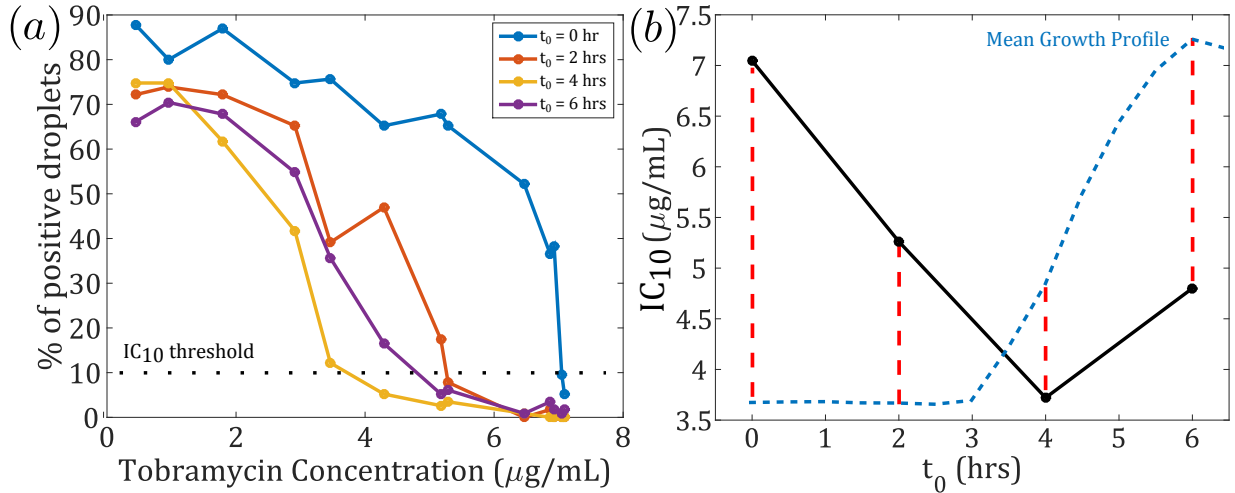 (a)
% of positive droplets
90
80
70
60
50
40
30
20
10
0
t0 = 0 hr
t0 = 2 hrs
t0 = 4 hrs
t0 = 6 hrs
IC10 threshold
0 2 4 6 8
Tobramycin Concentration (μg/mL)
(b)
IC10 (μg/mL)
7.5
7
6.5
6
5.5
5
4.5
4
3.5
Mean Growth Profile
0 1 2 3 4 5 6
t0 (hrs)